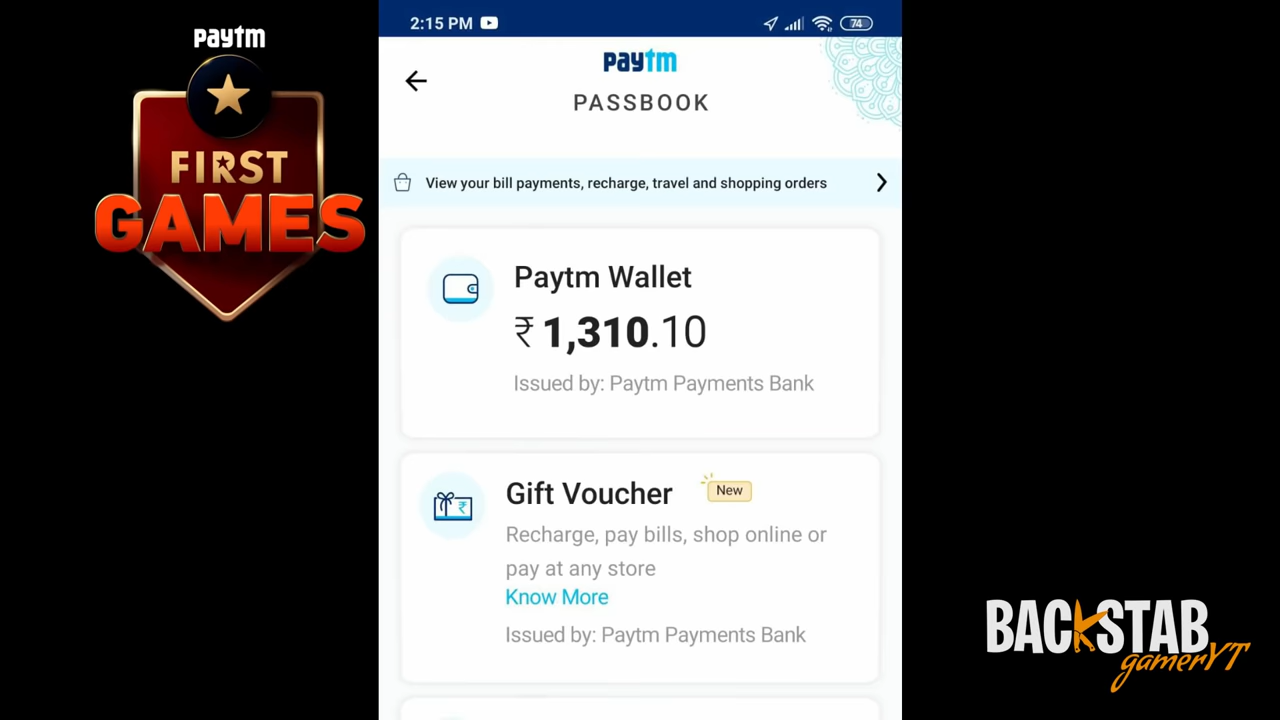 paytm
FIRST
GAMES
2:15 PM
74
paytm
PASSBOOK
View your bill payments, recharge, travel and shopping orders
Paytm Wallet
₹ 1,310.10
Issued by: Paytm Payments Bank
Gift Voucher
New
Recharge, pay bills, shop online or
pay at any store
Know More
Issued by: Paytm Payments Bank
BACKSTAB
gamerYT